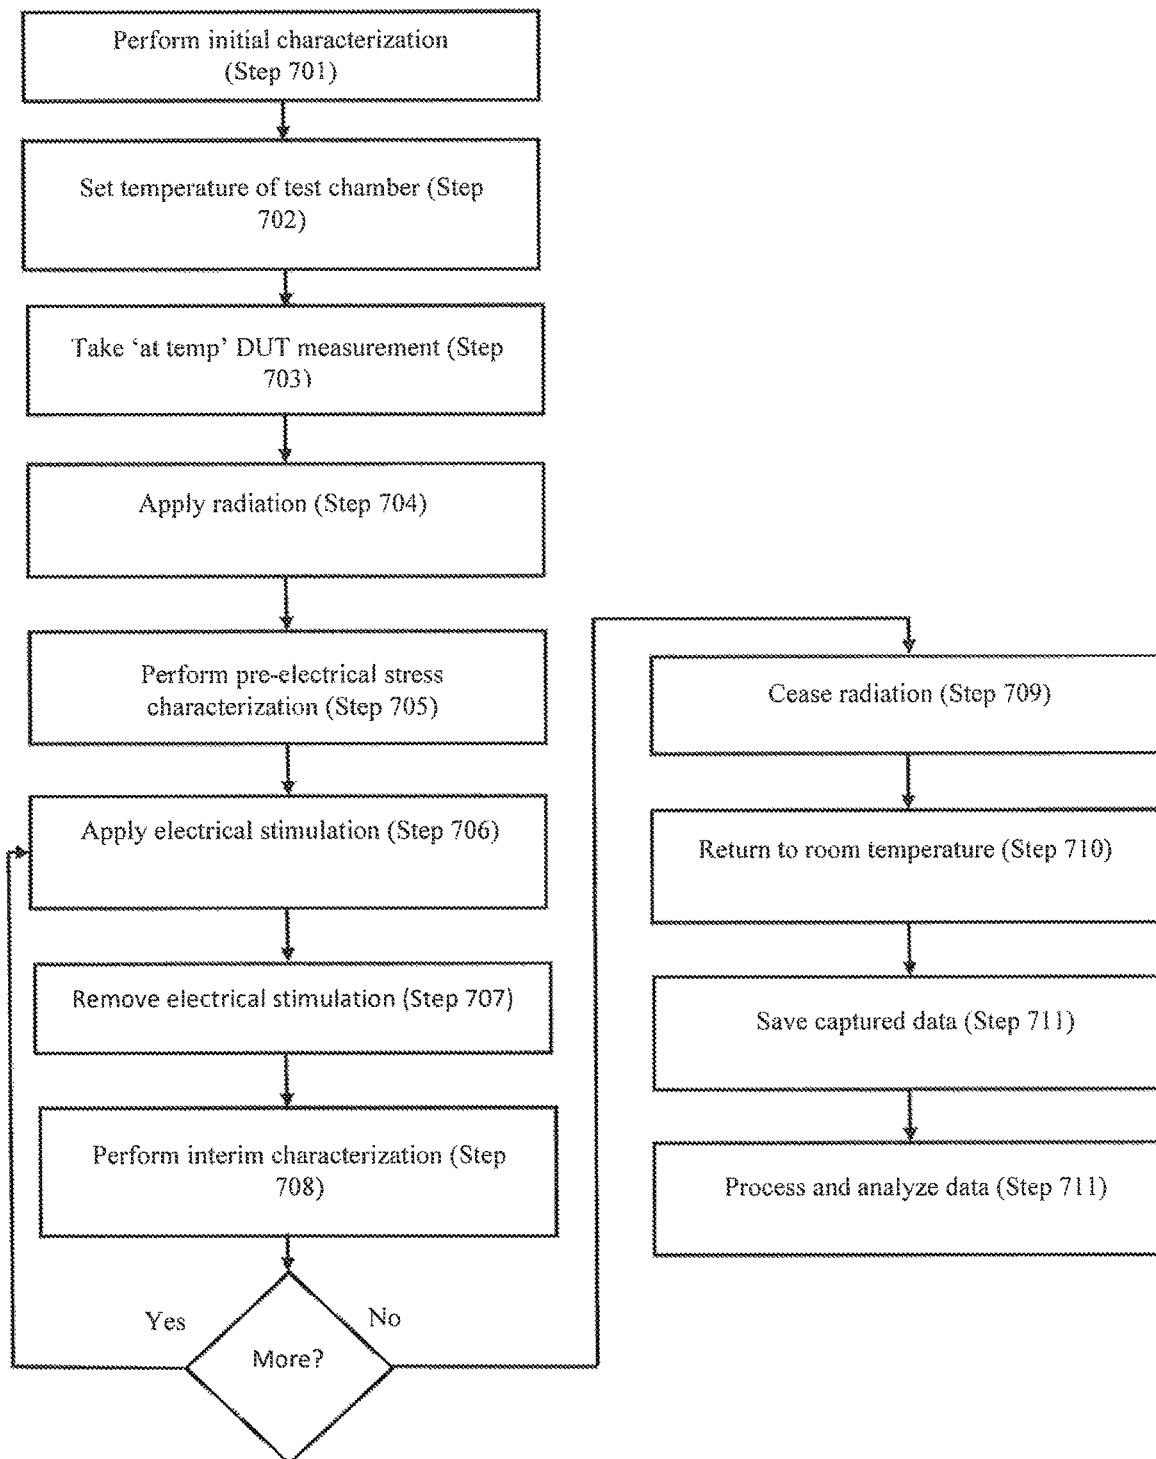 Perform initial characterization
(Step 701)
Set temperature of test chamber (Step
702)
Take ‘at temp’ DUT measurement (Step
703)
Apply radiation (Step 704)
Perform pre-electrical stress
characterization (Step 705)
Apply electrical stimulation (Step 706)
Remove electrical stimulation (Step 707)
Perform interim characterization (Step
708)
Yes
No
More?
Cease radiation (Step 709)
Return to room temperature (Step 710)
Save captured data (Step 711)
Process and analyze data (Step 711)